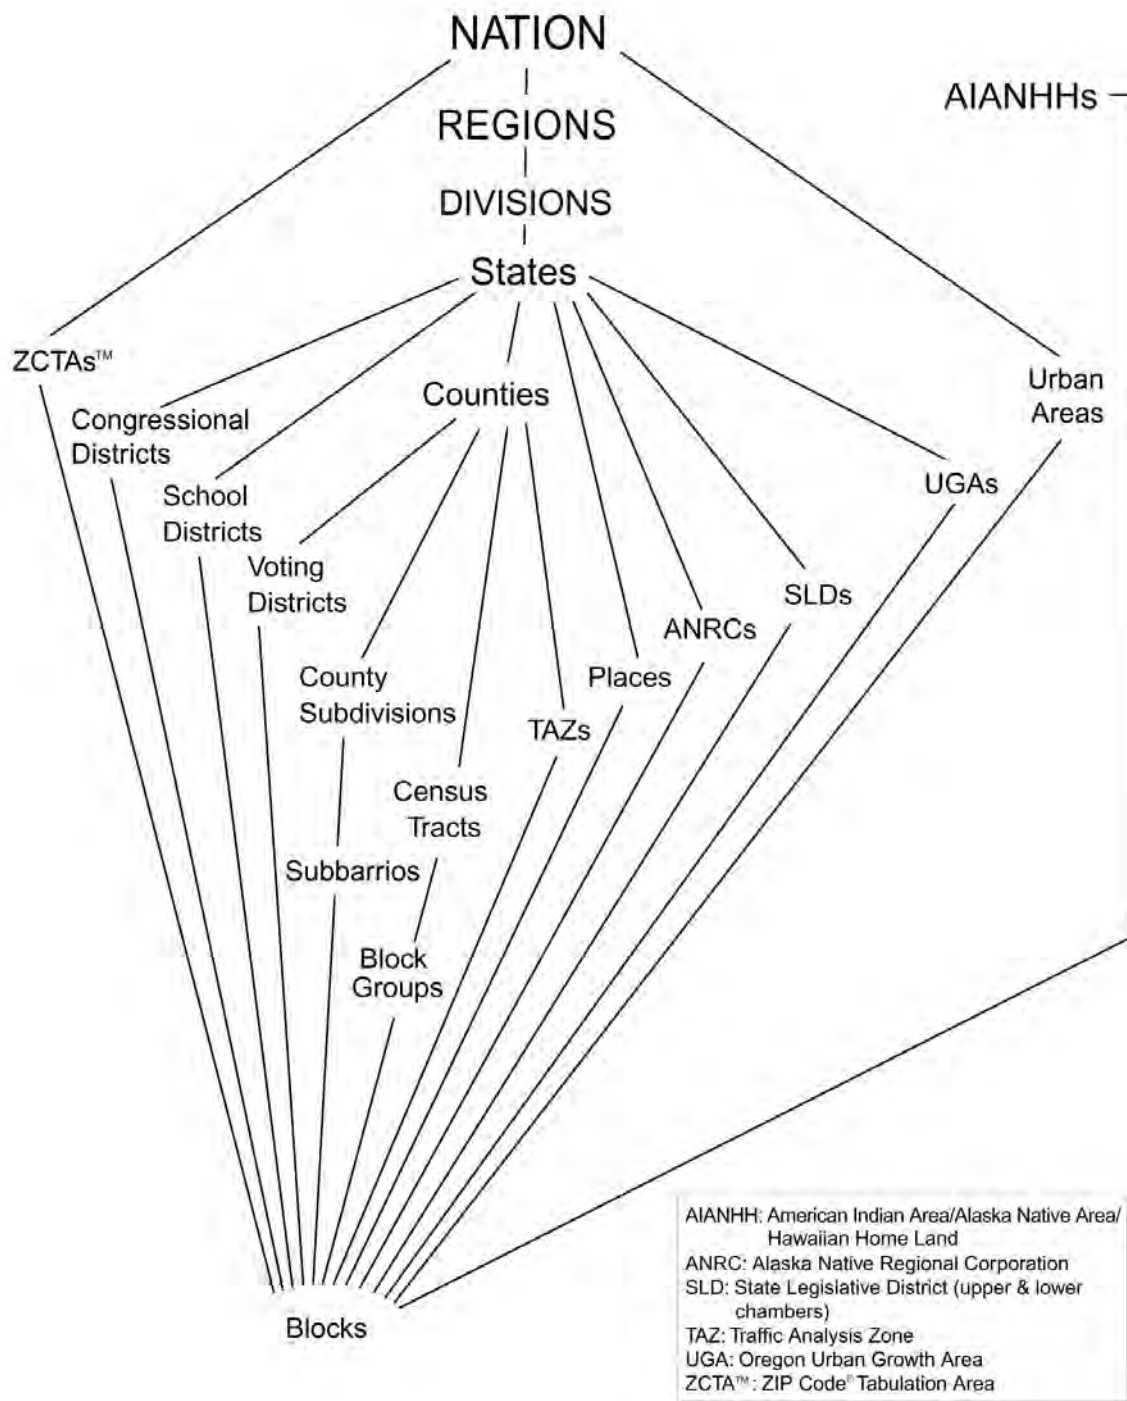 NATION
AIANHHs
REGIONS
DIVISIONS
States
ZCTAs™
Counties
Urban
Areas
Congressional
Districts
UGAs
School
Districts
Voting
Districts
SLDs
ANRCs
Places
County
Subdivisions
TAZs
Census
Tracts
Subbarrios
Block
Groups
Blocks
AIANHH: American Indian Area/Alaska Native Area/
Hawaiian Home Land
ANRC: Alaska Native Regional Corporation
SLD: State Legislative District (upper & lower
chambers)
TAZ: Traffic Analysis Zone
UGA: Oregon Urban Growth Area
ZCTA™: ZIP Code® Tabulation Area